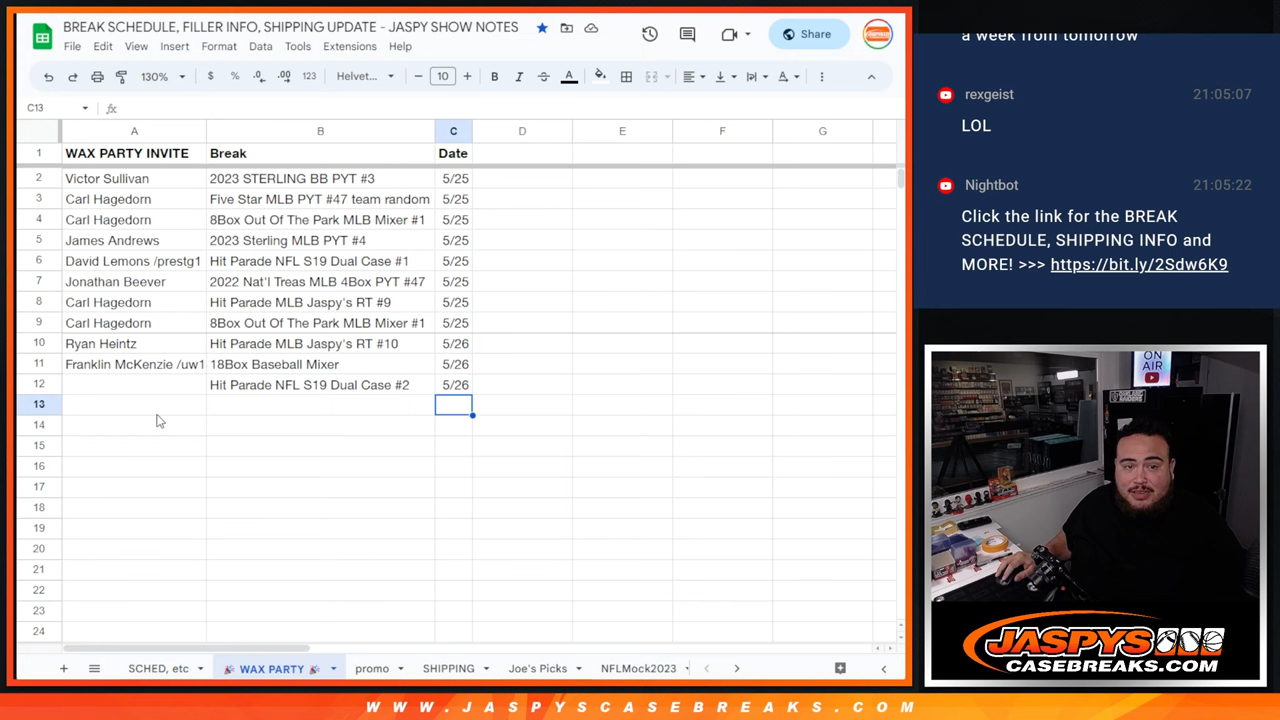 BREAK SCHEDULE, FILLER INFO, SHIPPING UPDATE - JASPY SHOW NOTES
File Edit View Insert Format Data Tools Extensions Help
Share
130% $ % .0 .00 123 Helvet... − 10 + B I A
C13 fx
A B C D E F G
1 WAX PARTY INVITE Break Date
2 Victor Sullivan 2023 STERLING BB PYT #3 5/25
3 Carl Hagedorn Five Star MLB PYT #47 team random 5/25
4 Carl Hagedorn 8Box Out Of The Park MLB Mixer #1 5/25
5 James Andrews 2023 Sterling MLB PYT #4 5/25
6 David Lemons /prestg1 Hit Parade NFL S19 Dual Case #1 5/25
7 Jonathan Beever 2022 Nat'l Treas MLB 4Box PYT #47 5/25
8 Carl Hagedorn Hit Parade MLB Jaspy's RT #9 5/25
9 Carl Hagedorn 8Box Out Of The Park MLB Mixer #1 5/25
10 Ryan Heintz Hit Parade MLB Jaspy's RT #10 5/26
11 Franklin McKenzie /uw1 18Box Baseball Mixer 5/26
12 Hit Parade NFL S19 Dual Case #2 5/26
13
14
15
16
17
18
19
20
21
22
23
24
+ SCHED, etc WAX PARTY promo SHIPPING Joe's Picks NFLMock2023
a week from tomorrow
rexgeist 21:05:07
LOL
Nightbot 21:05:22
Click the link for the BREAK
SCHEDULE, SHIPPING INFO and
MORE! >>> https://bit.ly/2Sdw6K9
ON
AIR
JASPYS
CASEBREAKS.COM
WWW.JASPYSCASEBREAKS.COM